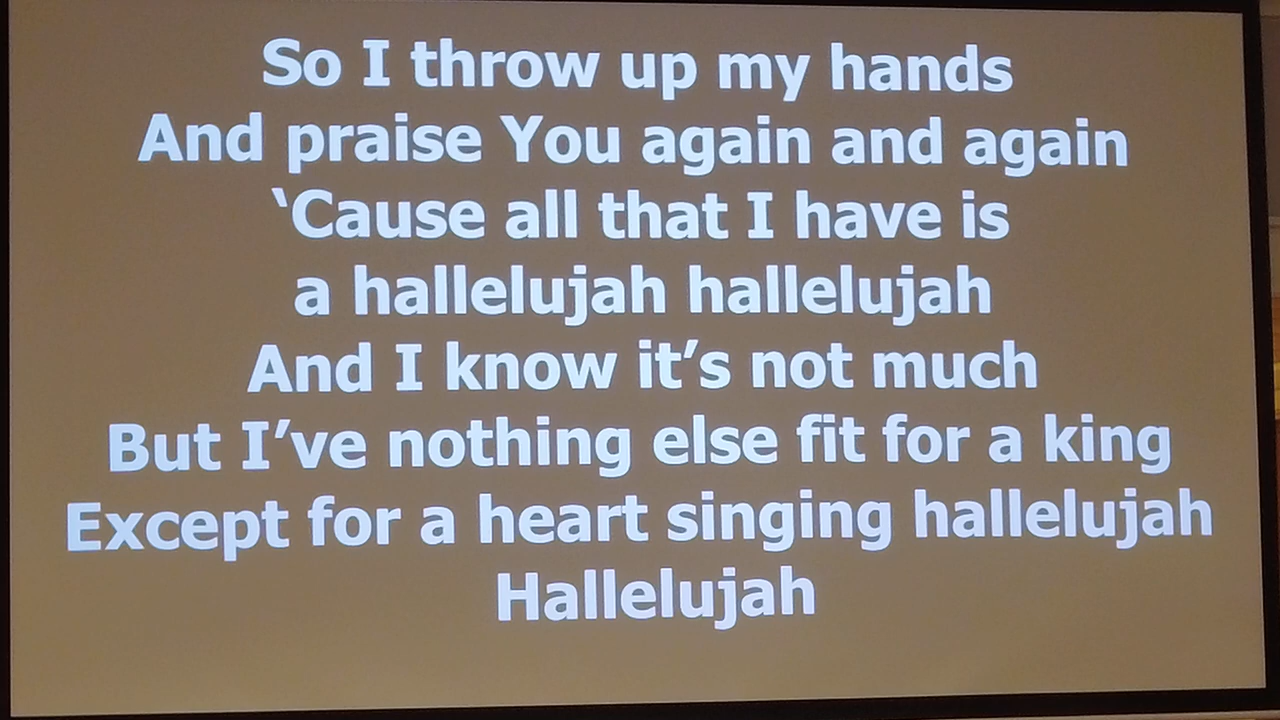 So I throw up my hands
And praise You again and again
‘Cause all that I have is
a hallelujah hallelujah
And I know it’s not much
But I’ve nothing else fit for a king
Except for a heart singing hallelujah
Hallelujah